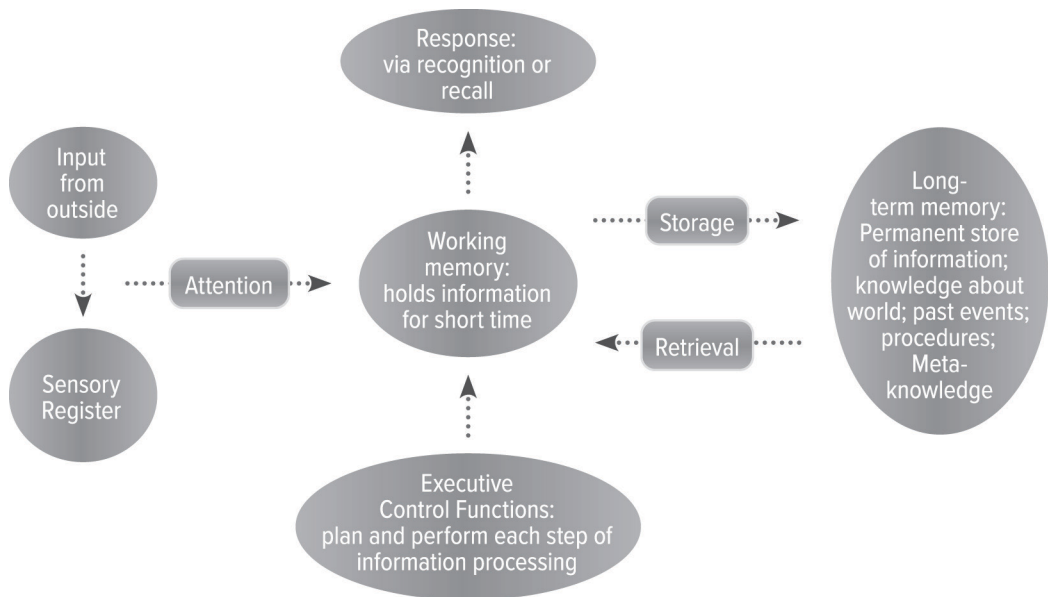 Response:
via recognition or
recall
Input
from
outside
Attention
Sensory
Register
Working
memory:
holds information
for short time
Storage
Retrieval
Long-
term memory:
Permanent store
of information;
knowledge about
world; past events;
procedures;
Meta-
knowledge
Executive
Control Functions:
plan and perform each step of
information processing